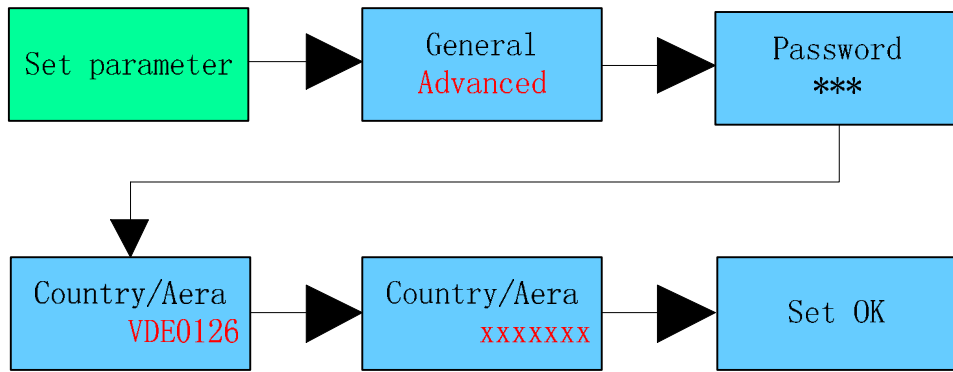 Set parameter
General
Advanced
Password
***
Country/Aera
VDE0126
Country/Aera
xxxxxxx
Set OK